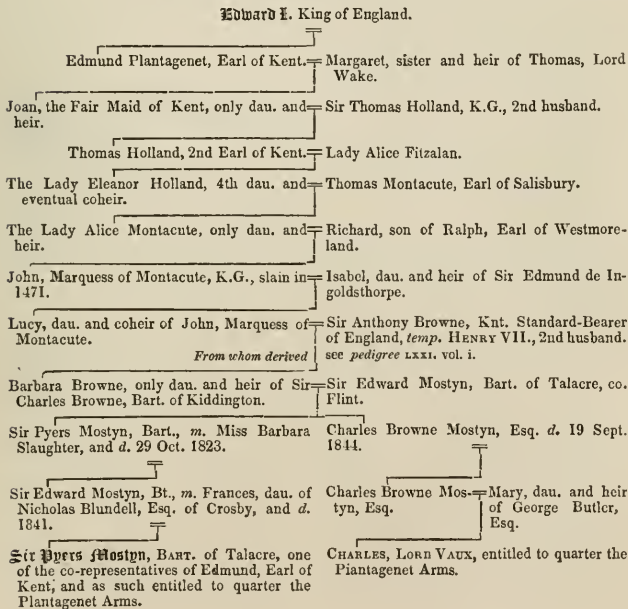 Edward I. King of England.
Edmund Plantagenet, Earl of Kent. Margaret, sister and heir of Thomas, Lord
Wake.
Joan, the Fair Maid of Kent, only dau. and
heir.
Sir Thomas Holland, K.G., 2nd husband.
Thomas Holland, 2nd Earl of Kent. Lady Alice Fitzalan.
The Lady Eleanor Holland, 4th dau. and
eventual coheir.
Thomas Montacute, Earl of Salisbury.
The Lady Alice Montacute, only dau. and
heir.
Richard, son of Ralph, Earl of Westmore-
land.
John, Marquess of Montacute, K.G., slain in
1471.
Isabel, dau. and heir of Sir Edmund de In-
goldsthorpe.
Lucy, dau. and coheir of John, Marquess of
Montacute.
Sir Anthony Browne, Knt. Standard-Bearer
of England, temp. HENRY VII., 2nd husband.
From whom derived see pedigree LXXI. vol. i.
Barbara Browne, only dau. and heir of Sir
Charles Browne, Bart. of Kiddington.
Sir Edward Mostyn, Bart. of Talacre, co.
Flint.
Sir Pyers Mostyn, Bart., m. Miss Barbara
Slaughter, and d. 29 Oct. 1823.
Charles Browne Mostyn, Esq. d. 19 Sept.
1844.
Sir Edward Mostyn, Bt., m. Frances, dau. of
Nicholas Blundell, Esq. of Crosby, and d.
1841.
Charles Browne Mos-
tyn, Esq.
Mary, dau. and heir
of George Butler,
Esq.
Sir Pyers Mostyn, BART. of Talacre, one
of the co-representatives of Edmund, Earl of
Kent, and as such entitled to quarter the
Plantagenet Arms.
CHARLES, LORD VAUX, entitled to quarter the
Plantagenet Arms.